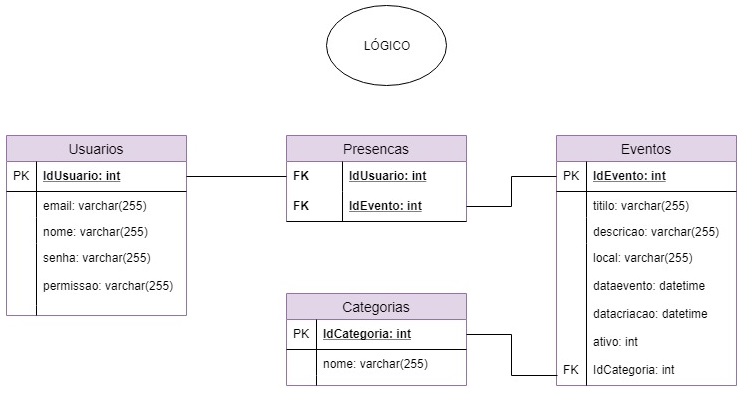 LÓGICO
Usuarios
PK IdUsuario: int
email: varchar(255)
nome: varchar(255)
senha: varchar(255)
permissao: varchar(255)
Presencas
FK IdUsuario: int
FK IdEvento: int
Eventos
PK IdEvento: int
titilo: varchar(255)
descricao: varchar(255)
local: varchar(255)
dataevento: datetime
datacriacao: datetime
ativo: int
FK IdCategoria: int
Categorias
PK IdCategoria: int
nome: varchar(255)